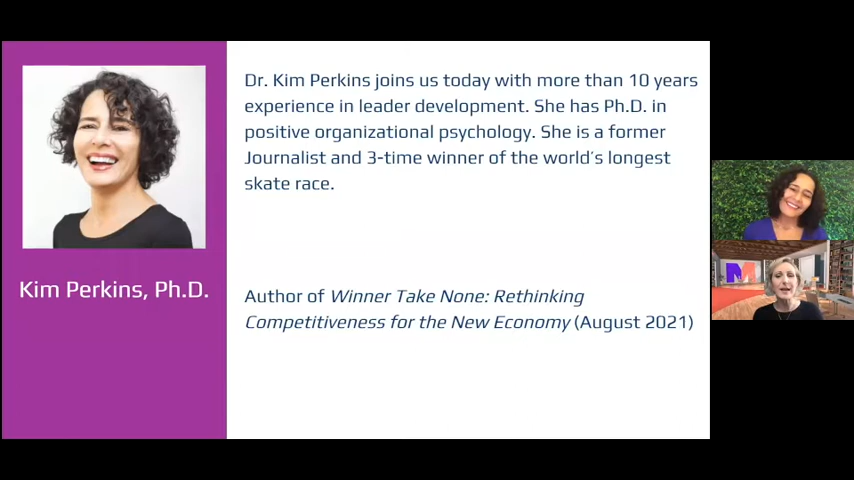 Kim Perkins, Ph.D.
Dr. Kim Perkins joins us today with more than 10 years
experience in leader development. She has Ph.D. in
positive organizational psychology. She is a former
Journalist and 3-time winner of the world's longest
skate race.
Author of Winner Take None: Rethinking
Competitiveness for the New Economy (August 2021)
M